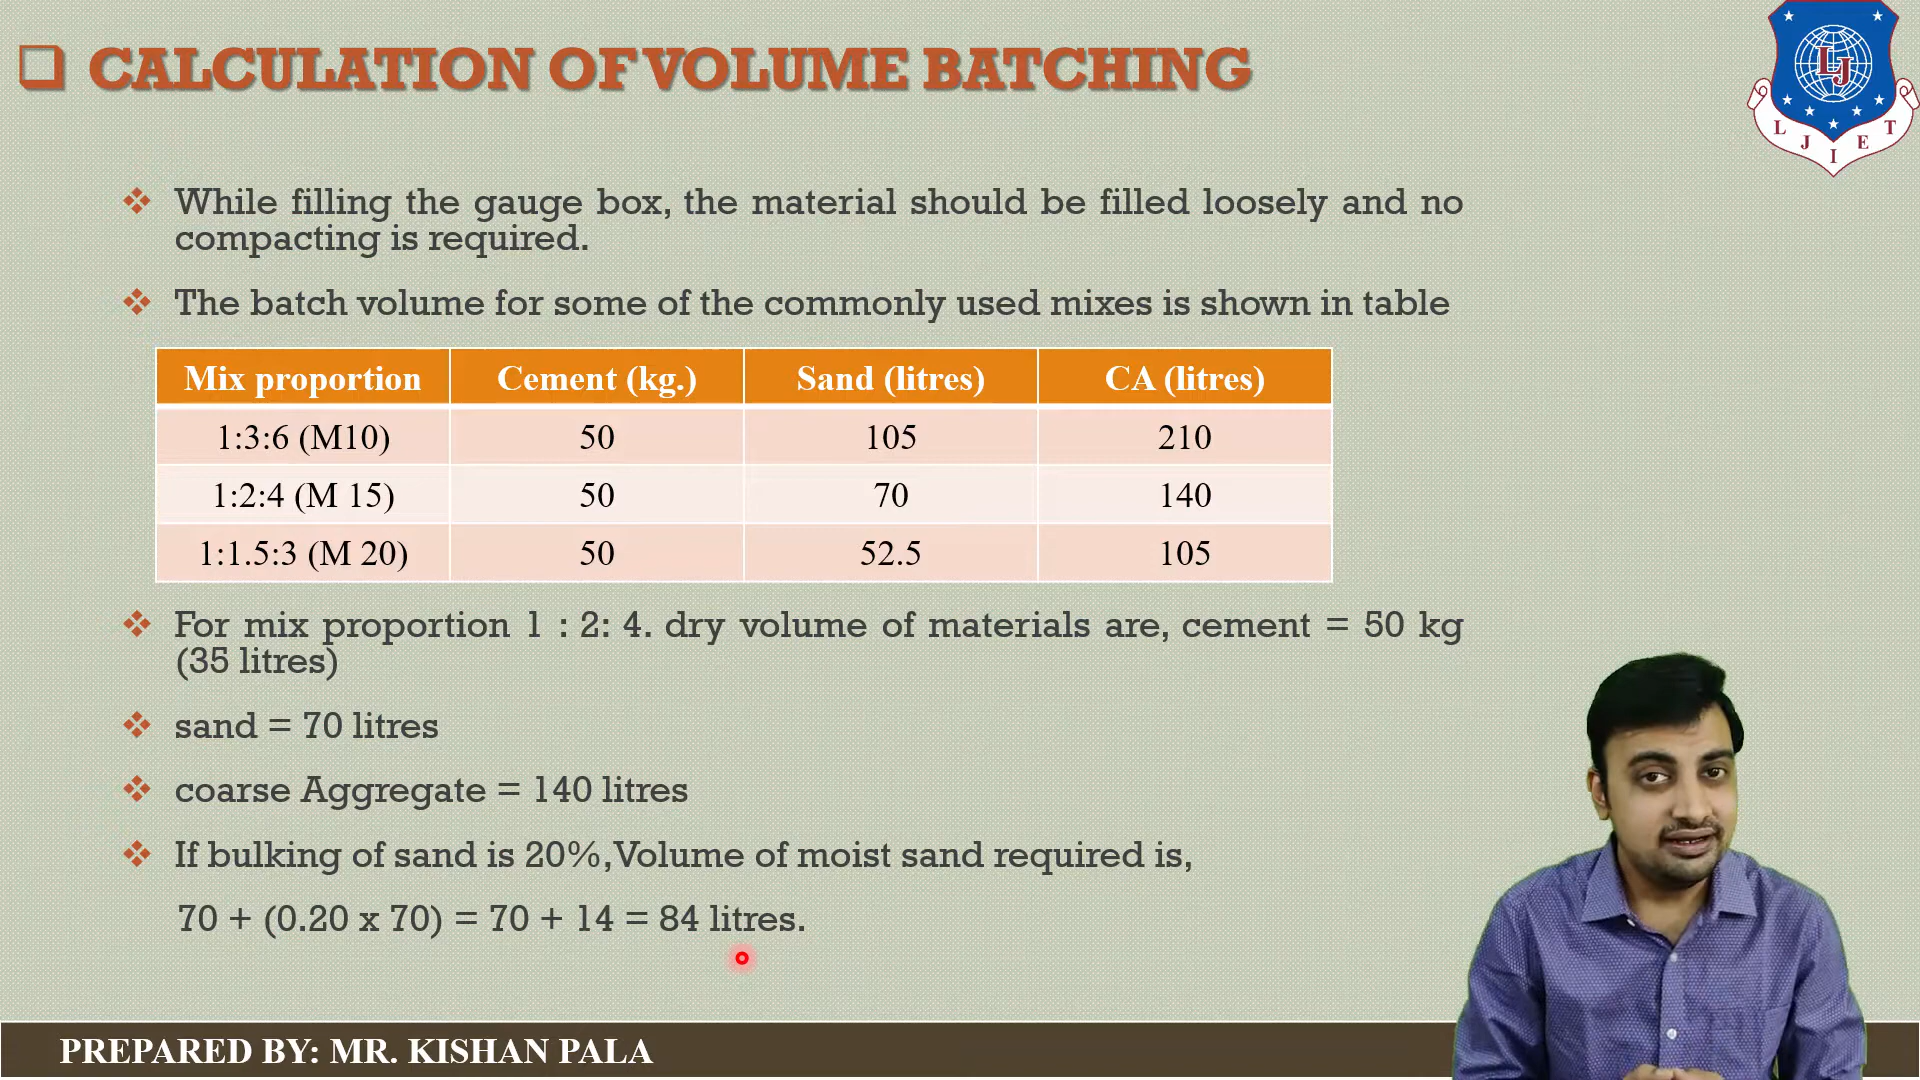 ❑ CALCULATION OF VOLUME BATCHING
LJ
L J I E T
❖ While filling the gauge box, the material should be filled loosely and no
compacting is required.
❖ The batch volume for some of the commonly used mixes is shown in table
Mix proportion Cement (kg.) Sand (litres) CA (litres)
1:3:6 (M10) 50 105 210
1:2:4 (M 15) 50 70 140
1:1.5:3 (M 20) 50 52.5 105
❖ For mix proportion 1 : 2: 4. dry volume of materials are, cement = 50 kg
(35 litres)
❖ sand = 70 litres
❖ coarse Aggregate = 140 litres
❖ If bulking of sand is 20%,Volume of moist sand required is,
70 + (0.20 x 70) = 70 + 14 = 84 litres.
PREPARED BY: MR. KISHAN PALA